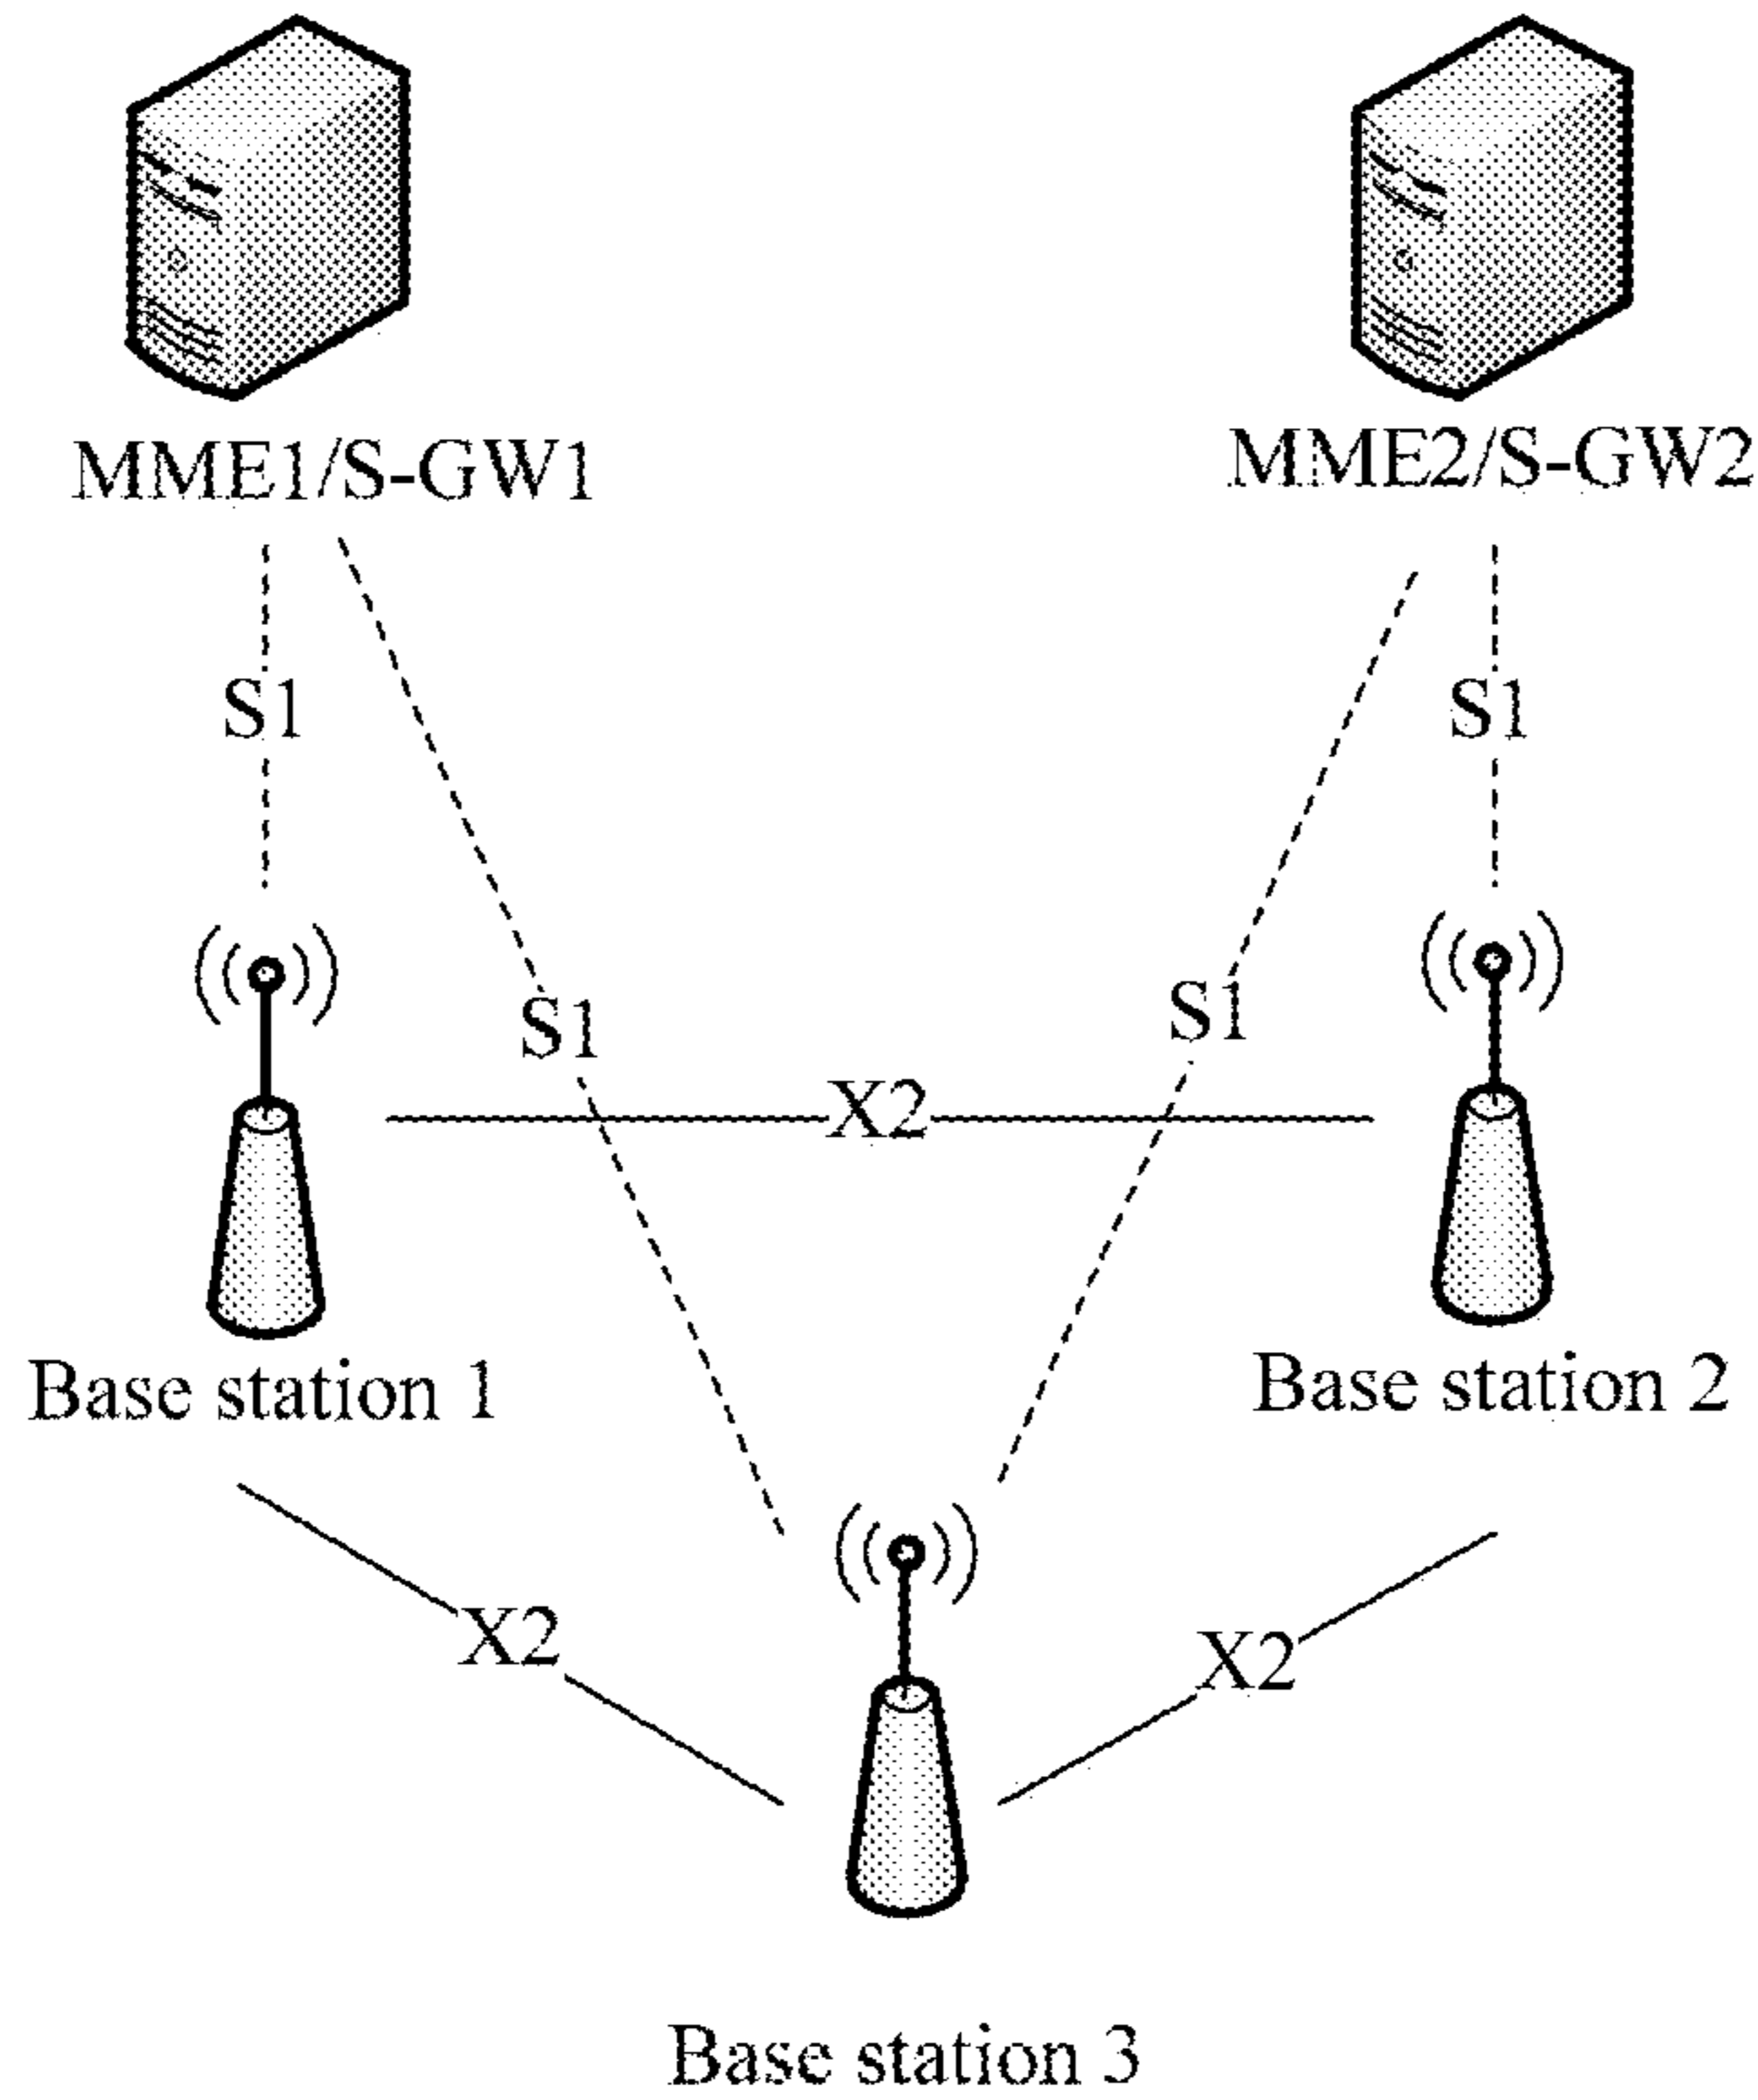 MME1/S-GW1
MME2/S-GW2
S1
S1
S1
S1
X2
Base station 1
Base station 2
X2
X2
Base station 3